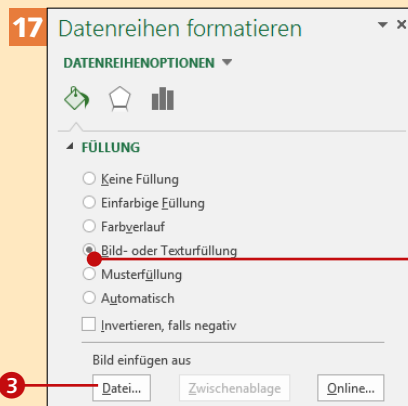 17 Datenreihen formatieren
DATENREIHENOPTIONEN
FÜLLUNG
Keine Füllung
Einfarbige Füllung
Farbverlauf
Bild- oder Texturfüllung
Musterfüllung
Automatisch
Invertieren, falls negativ
Bild einfügen aus
3 Datei... Zwischenablage Online...